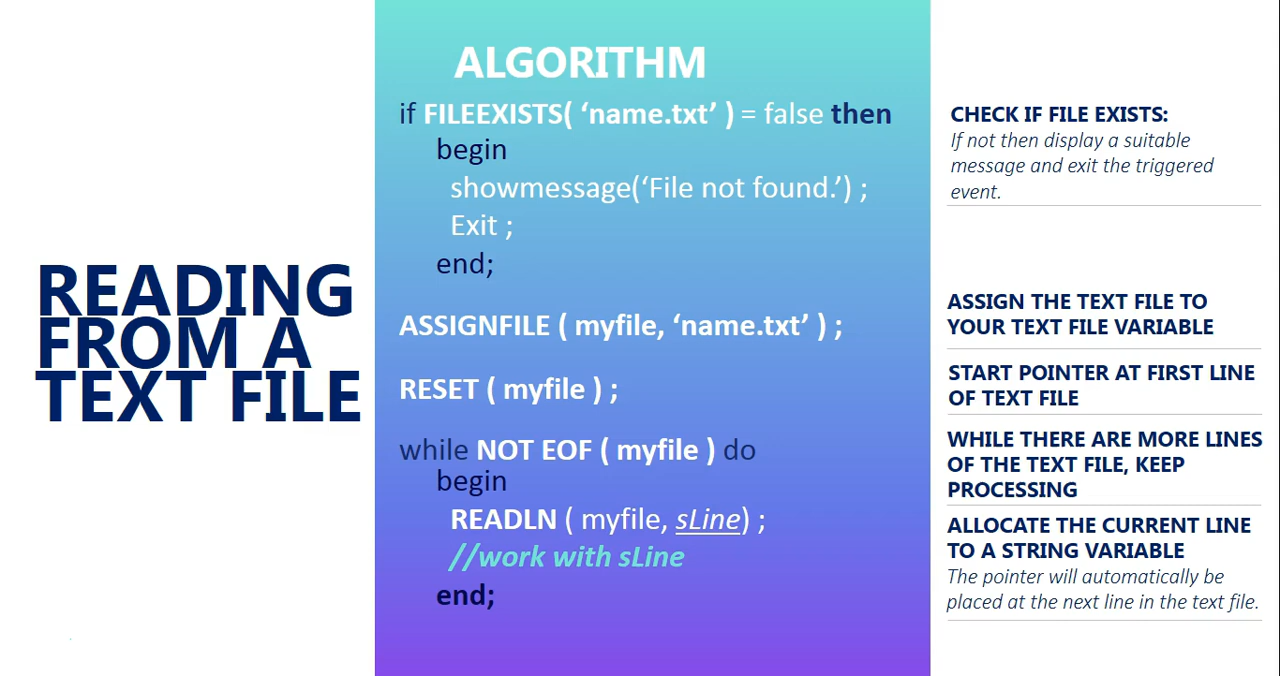 READING
FROM A
TEXT FILE
ALGORITHM
if FILEEXISTS( ‘name.txt’ ) = false then
begin
showmessage(‘File not found.’) ;
Exit ;
end;
ASSIGNFILE ( myfile, ‘name.txt’ ) ;
RESET ( myfile ) ;
while NOT EOF ( myfile ) do
begin
READLN ( myfile, sLine) ;
//work with sLine
end;
CHECK IF FILE EXISTS:
If not then display a suitable
message and exit the triggered
event.
ASSIGN THE TEXT FILE TO
YOUR TEXT FILE VARIABLE
START POINTER AT FIRST LINE
OF TEXT FILE
WHILE THERE ARE MORE LINES
OF THE TEXT FILE, KEEP
PROCESSING
ALLOCATE THE CURRENT LINE
TO A STRING VARIABLE
The pointer will automatically be
placed at the next line in the text file.